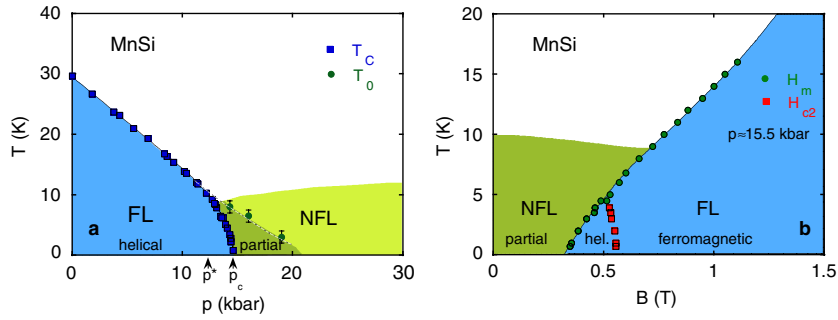 MnSi
T_C
T_0
40
30
20
10
0
T (K)
FL
NFL
a
helical
partial
0
10
20
30
p*
p_c
p (kbar)
MnSi
H_m
H_c2
p≈15.5 kbar
20
15
10
5
0
T (K)
NFL
FL
partial
hel.
ferromagnetic
b
0
0.5
1
1.5
B (T)